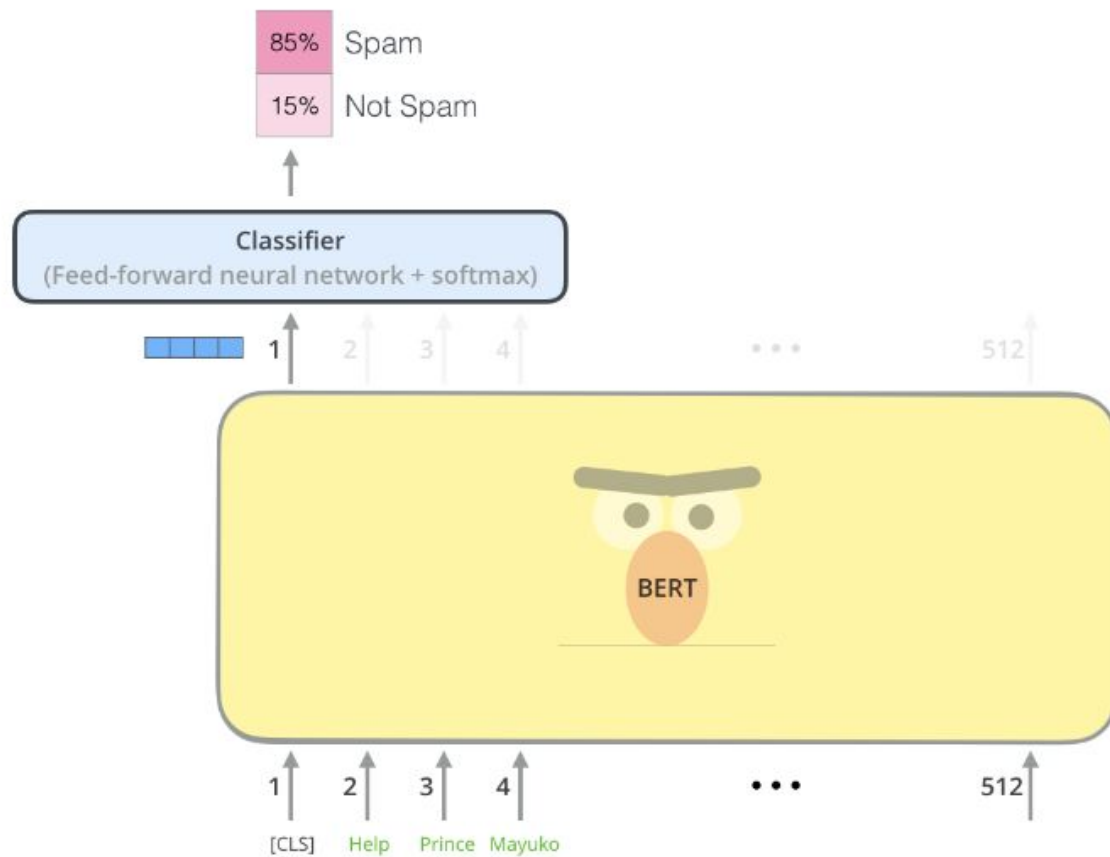 85% Spam
15% Not Spam
Classifier
(Feed-forward neural network + softmax)
1 2 3 4 ••• 512
BERT
1 2 3 4 ••• 512
[CLS] Help Prince Mayuko